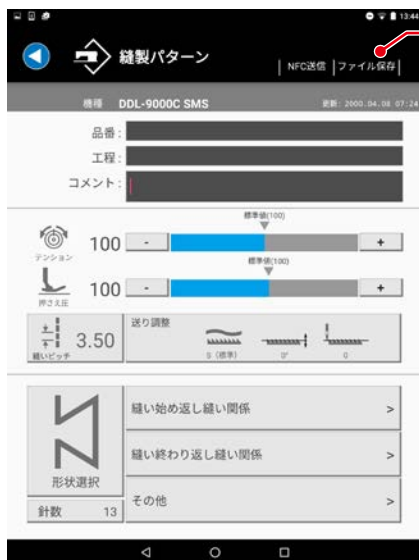 13:44
縫製パターン
NFC送信 ファイル保存
機種 DDL-9000C SMS 更新: 2000.04.08 07:24
品番:
工程:
コメント:
標準値(100)
テンション 100 - +
標準値(100)
押さえ圧 100 - +
縫いピッチ 3.50 送り調整
S (標準) 0° 0
縫い始め返し縫い関係 >
縫い終わり返し縫い関係 >
形状選択
その他 >
針数 13